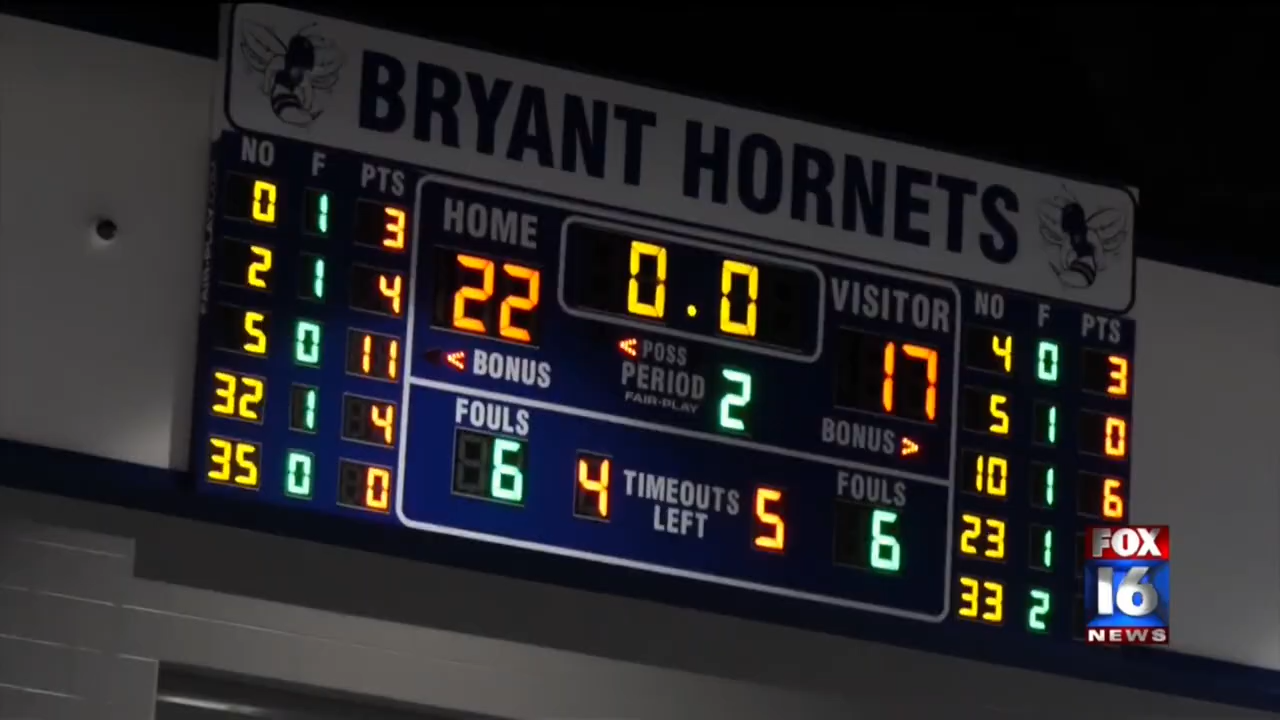 BRYANT HORNETS
NO F PTS
0 1 3
2 1 4
5 0 11
32 1 4
35 0 0
HOME
22
< BONUS
0.0
< POSS
PERIOD 2
FAIR-PLAY
VISITOR
17
BONUS >
FOULS
6
4 TIMEOUTS LEFT 5
FOULS
6
NO F PTS
4 0 3
5 1 0
10 1 6
23 1
33 2
FOX
16
NEWS